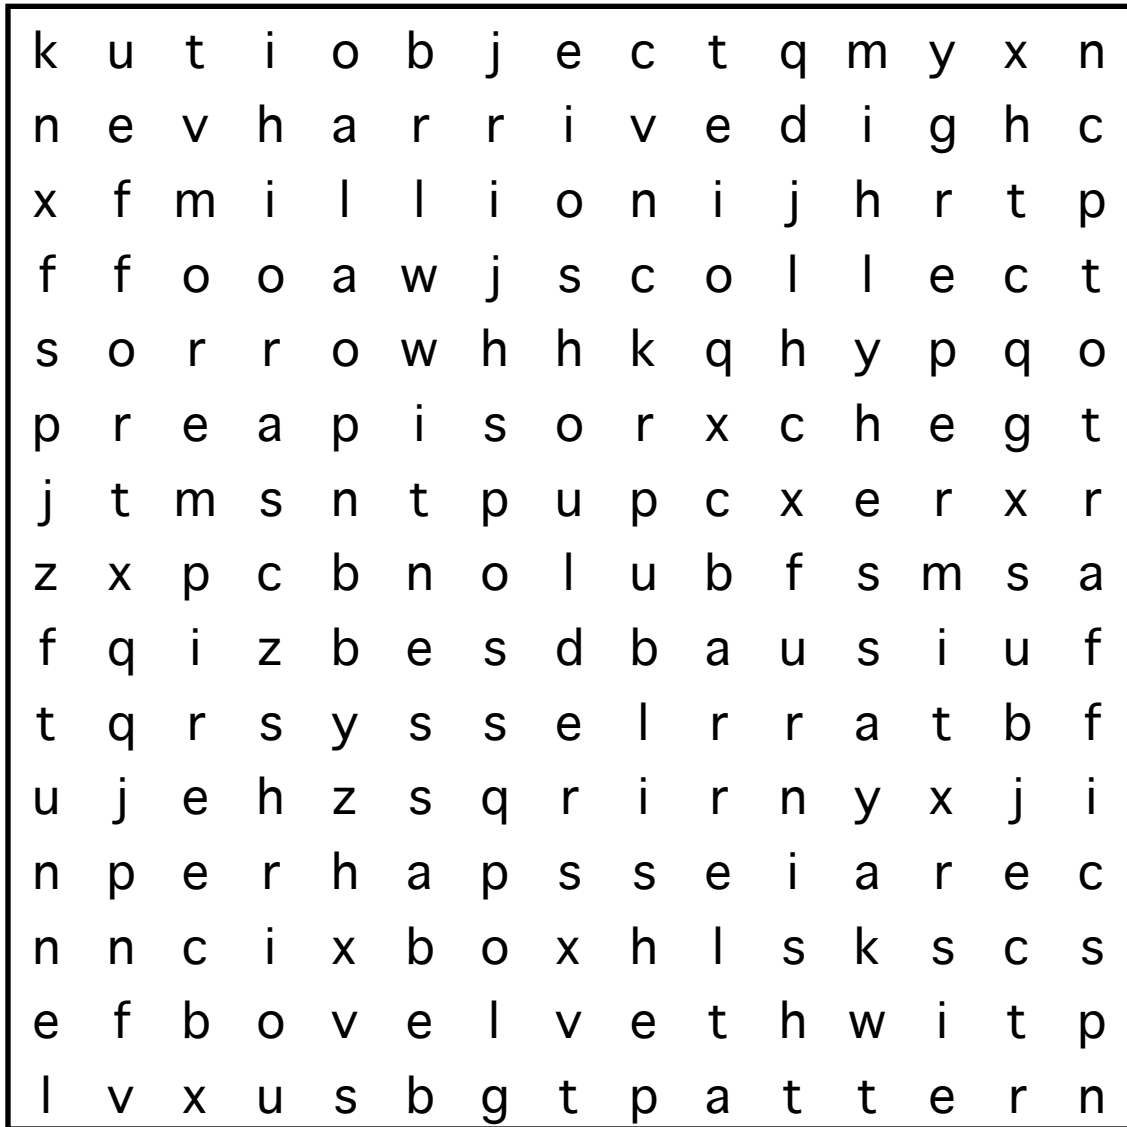 k u t i o b j e c t q m y x n
n e v h a r r i v e d i g h c
x f m i l l i o n i j h r t p
f f o o a w j s c o l l e c t
s o r r o w h h k q h y p q o
p r e a p i s o r x c h e g t
j t m s n t p u p c x e r x r
z x p c b n o l u b f s m s a
f q i z b e s d b a u s i u f
t q r s y s s e l r r a t b f
u j e h z s q r i r n y x j i
n p e r h a p s s e i a r e c
n n c i x b o x h l s k s c s
e f b o v e l v e t h w i t p
l v x u s b g t p a t t e r n